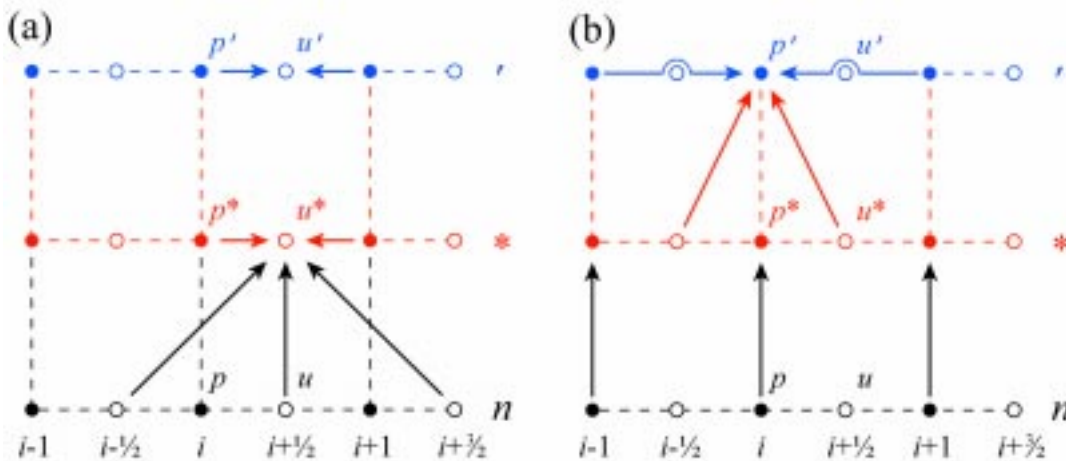 (a) (b)
p′ u′ ′ p′ u′ ′
p* u* * p* u* *
p u n p u n
i-1 i-½ i i+½ i+1 i+³⁄₂ i-1 i-½ i i+½ i+1 i+³⁄₂